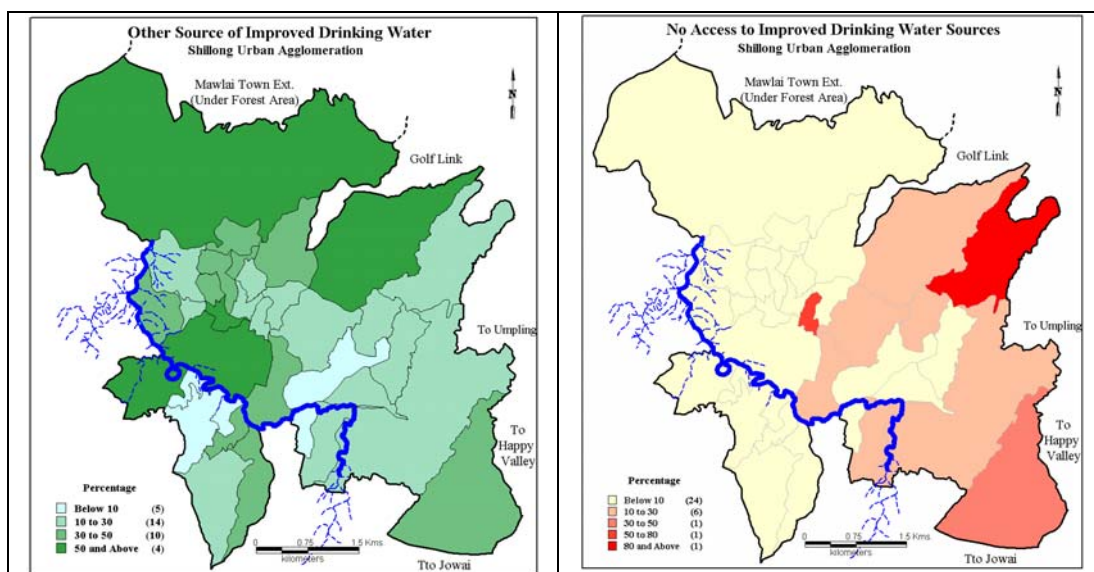 Other Source of Improved Drinking Water
Shillong Urban Agglomeration
Mawlai Town Ext.
(Under Forest Area)
N
Golf Link
To Umpling
To
Happy
Valley
Percentage
Below 10 (5)
10 to 30 (14)
30 to 50 (10)
50 and Above (4)
0 .75 1.5 Kms
kilometers
Tto Jowai
No Access to Improved Drinking Water Sources
Shillong Urban Agglomeration
Mawlai Town Ext.
(Under Forest Area)
N
Golf Link
To Umpling
To
Happy
Valley
Percentage
Below 10 (24)
10 to 30 (6)
30 to 50 (1)
50 to 80 (1)
80 and Above (1)
0 .75 1.5 Kms
kilometers
Tto Jowai